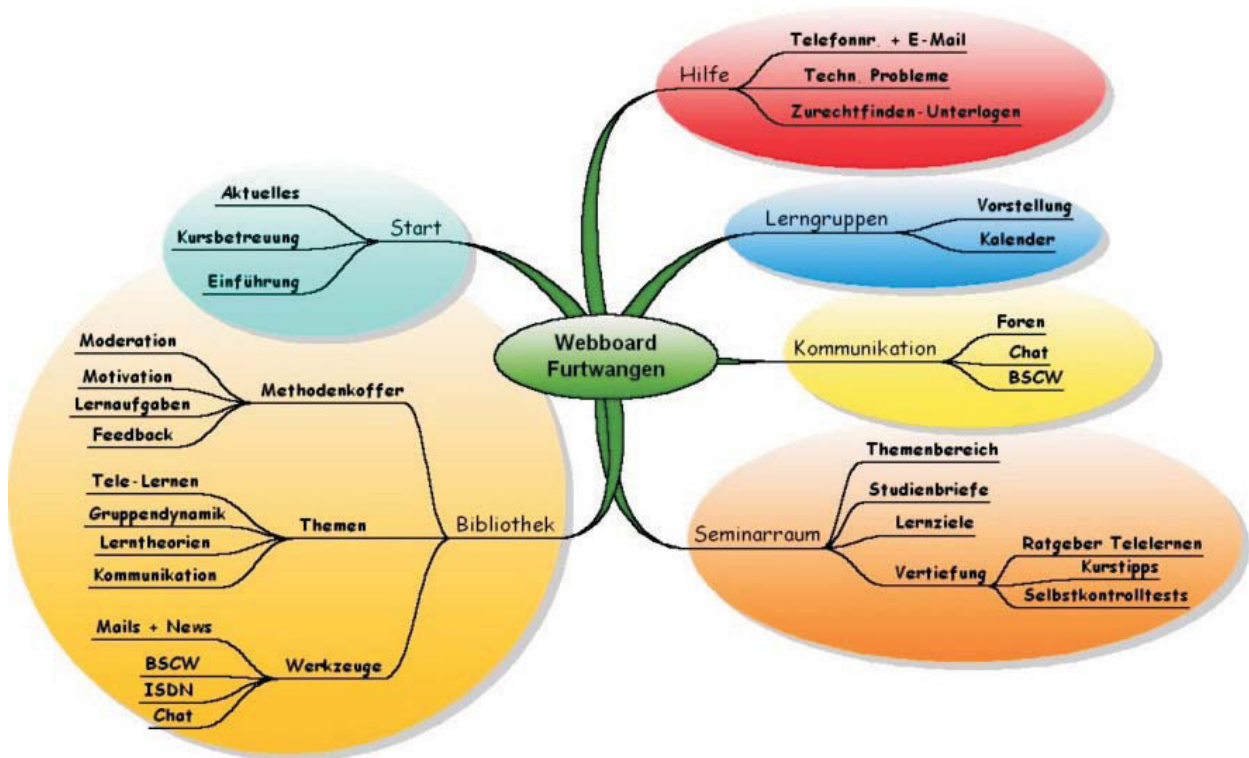 Webboard
Furtwangen
Hilfe
Telefonnr. + E-Mail
Techn. Probleme
Zurechtfinden-Unterlagen
Lerngruppen
Vorstellung
Kalender
Kommunikation
Foren
Chat
BSCW
Seminarraum
Themenbereich
Studienbriefe
Lernziele
Vertiefung
Ratgeber Telelernen
Kurstipps
Selbstkontrolltests
Start
Aktuelles
Kursbetreuung
Einführung
Bibliothek
Methodenkoffer
Moderation
Motivation
Lernaufgaben
Feedback
Themen
Tele-Lernen
Gruppendynamik
Lerntheorien
Kommunikation
Werkzeuge
Mails + News
BSCW
ISDN
Chat